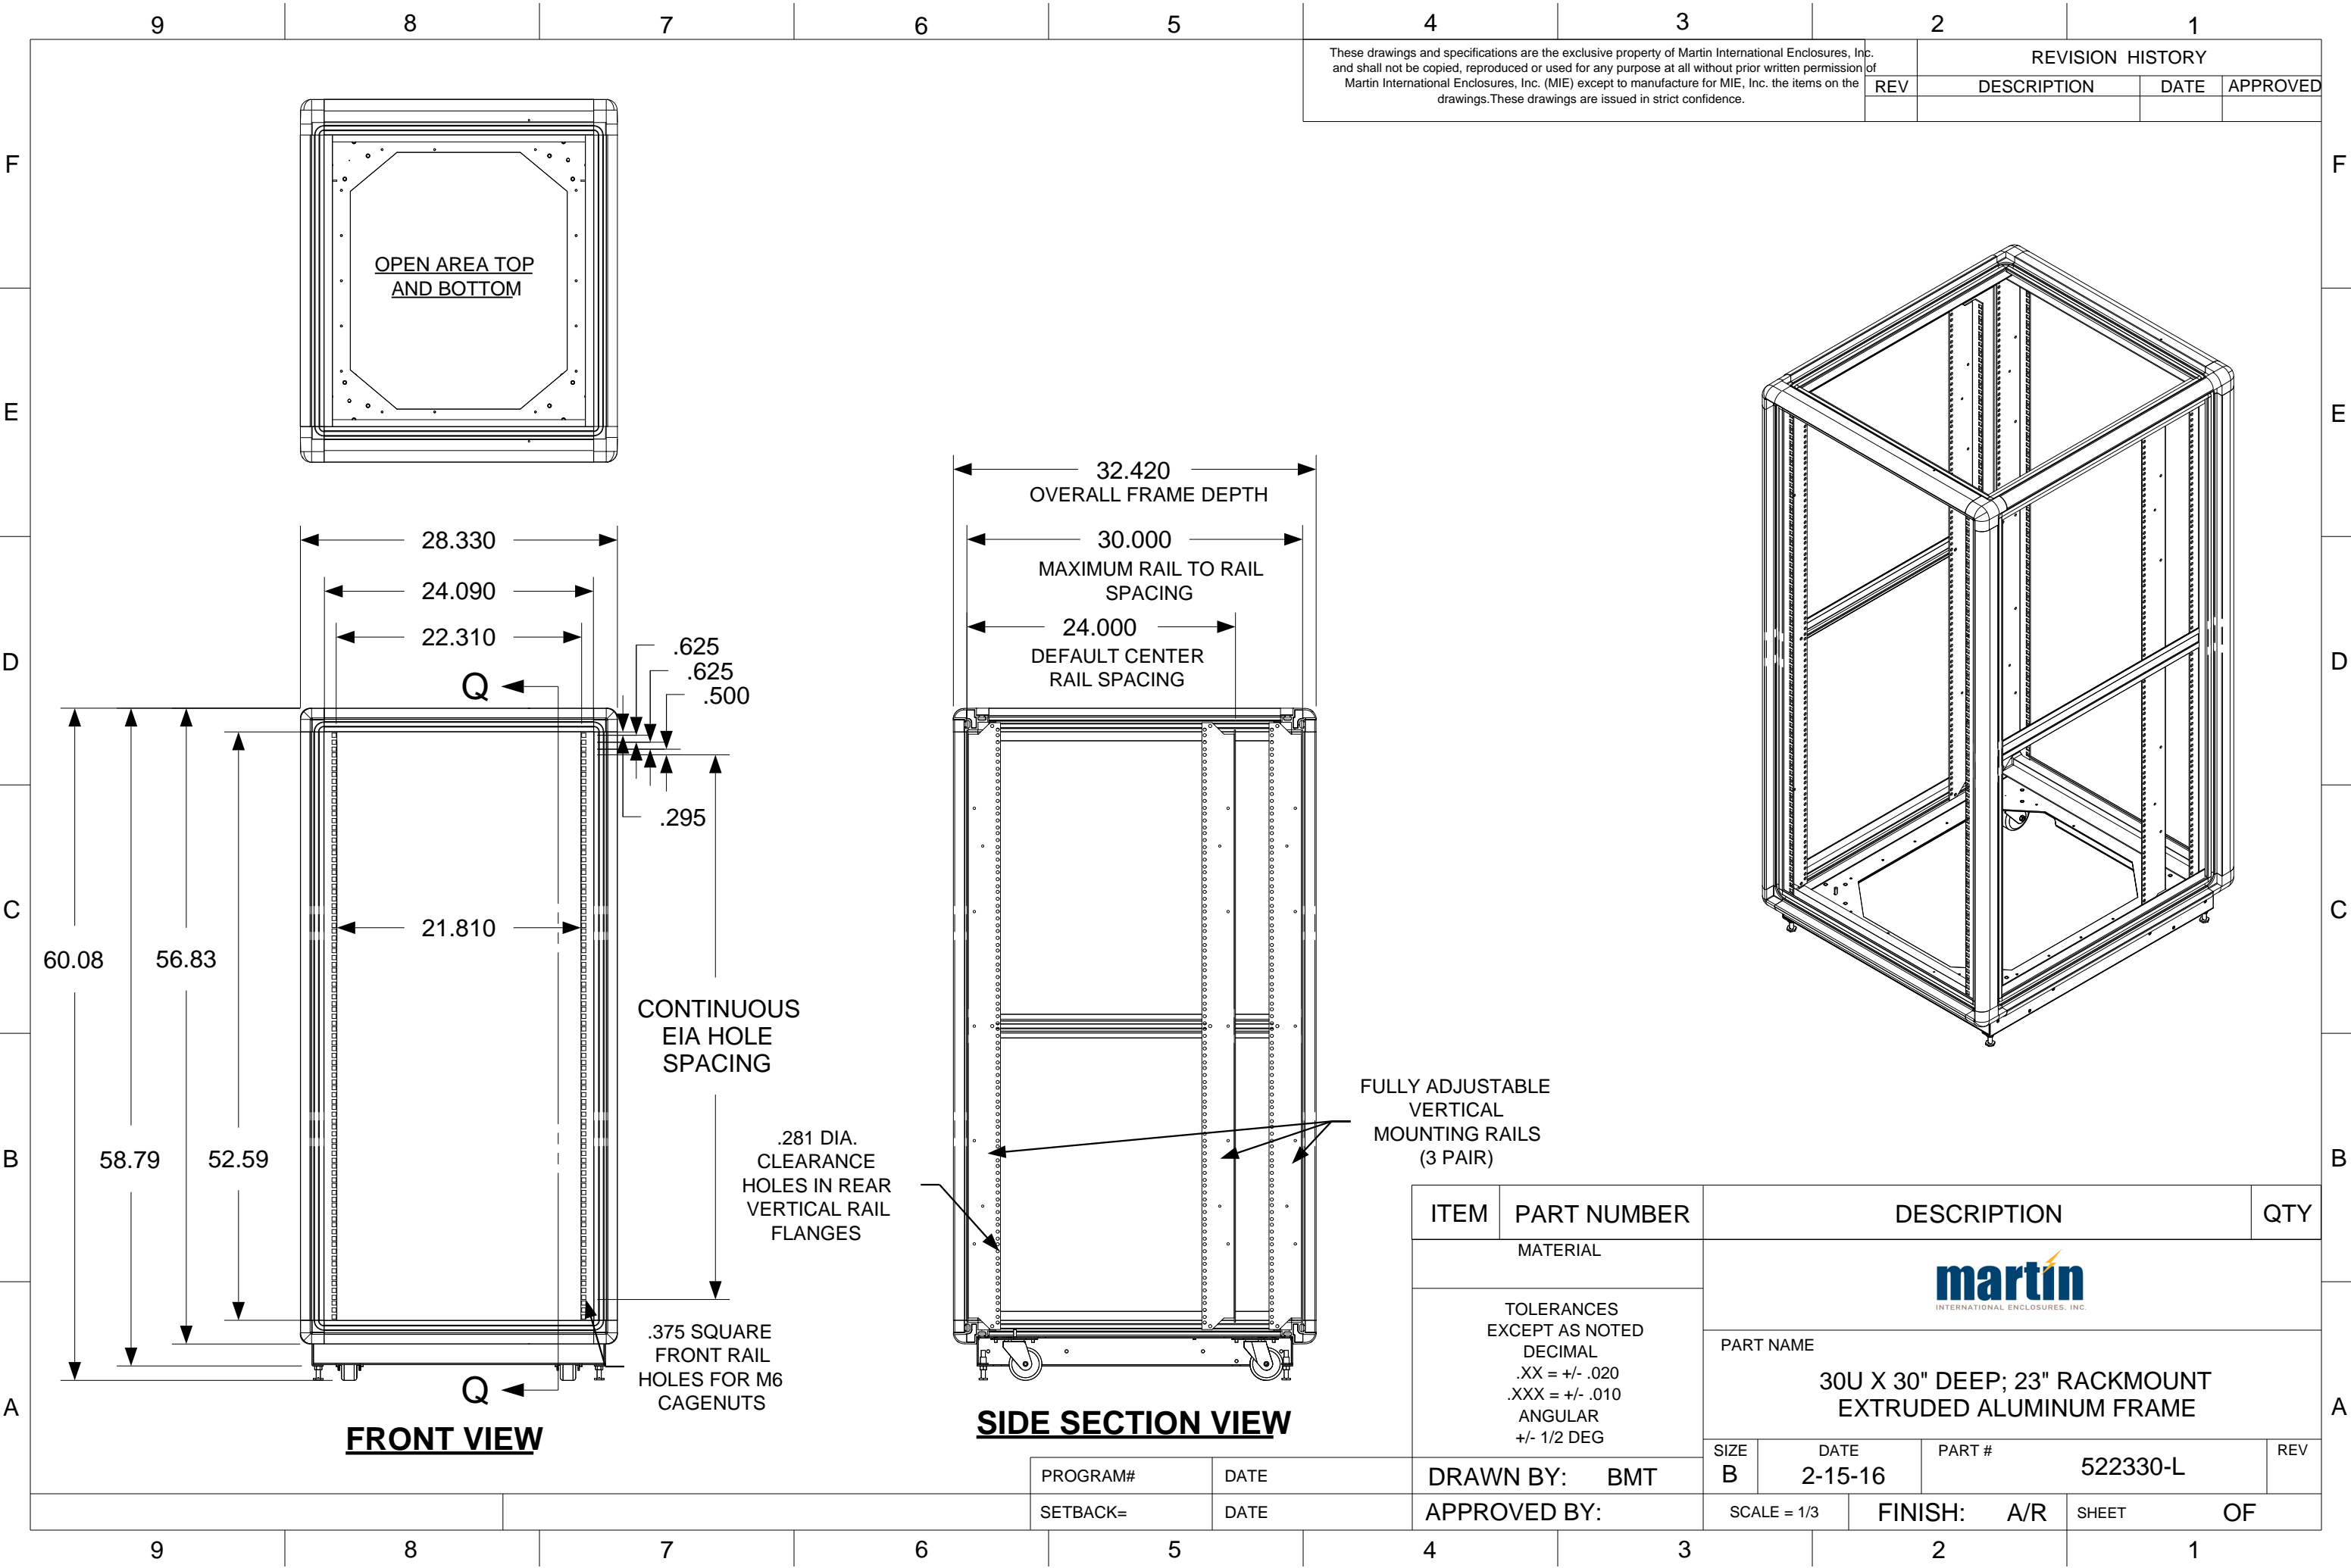 9 8 7 6 5 4 3 2 1
These drawings and specifications are the exclusive property of Martin International Enclosures, Inc.
and shall not be copied, reproduced or used for any purpose at all without prior written permission of
Martin International Enclosures, Inc. (MIE) except to manufacture for MIE, Inc. the items on the
drawings.These drawings are issued in strict confidence.
REVISION HISTORY
REV DESCRIPTION DATE APPROVED
F F
OPEN AREA TOP
AND BOTTOM
E E
32.420
OVERALL FRAME DEPTH
30.000
MAXIMUM RAIL TO RAIL
SPACING
24.000
DEFAULT CENTER
RAIL SPACING
28.330
24.090
22.310
D D
.625
.625
.500
Q
.295
C C
21.810
60.08
56.83
58.79
52.59
CONTINUOUS
EIA HOLE
SPACING
B B
.281 DIA.
CLEARANCE
HOLES IN REAR
VERTICAL RAIL
FLANGES
FULLY ADJUSTABLE
VERTICAL
MOUNTING RAILS
(3 PAIR)
.375 SQUARE
FRONT RAIL
HOLES FOR M6
CAGENUTS
Q
A A
FRONT VIEW
SIDE SECTION VIEW
ITEM PART NUMBER DESCRIPTION QTY
MATERIAL
martin
INTERNATIONAL ENCLOSURES, INC.
TOLERANCES
EXCEPT AS NOTED
DECIMAL
.XX = +/- .020
.XXX = +/- .010
ANGULAR
+/- 1/2 DEG
PART NAME
30U X 30" DEEP; 23" RACKMOUNT
EXTRUDED ALUMINUM FRAME
SIZE DATE PART # REV
B 2-15-16 522330-L
PROGRAM# DATE DRAWN BY: BMT
SETBACK= DATE APPROVED BY: SCALE = 1/3 FINISH: A/R SHEET OF
9 8 7 6 5 4 3 2 1